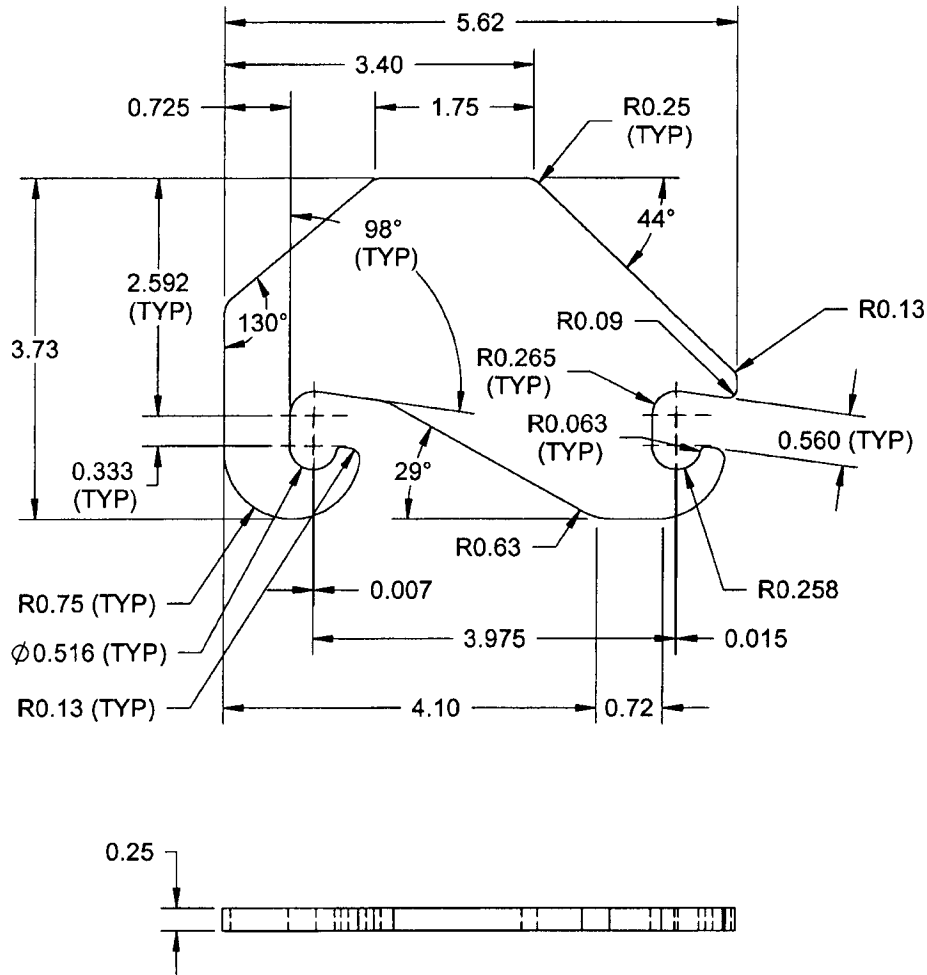 5.62
3.40
0.725
1.75
R0.25
(TYP)
98°
(TYP)
44°
2.592
(TYP)
130°
R0.09
R0.13
3.73
R0.265
(TYP)
R0.063
(TYP)
0.560 (TYP)
0.333
(TYP)
29°
R0.63
R0.75 (TYP)
0.007
R0.258
Ø0.516 (TYP)
3.975
0.015
R0.13 (TYP)
4.10
0.72
0.25